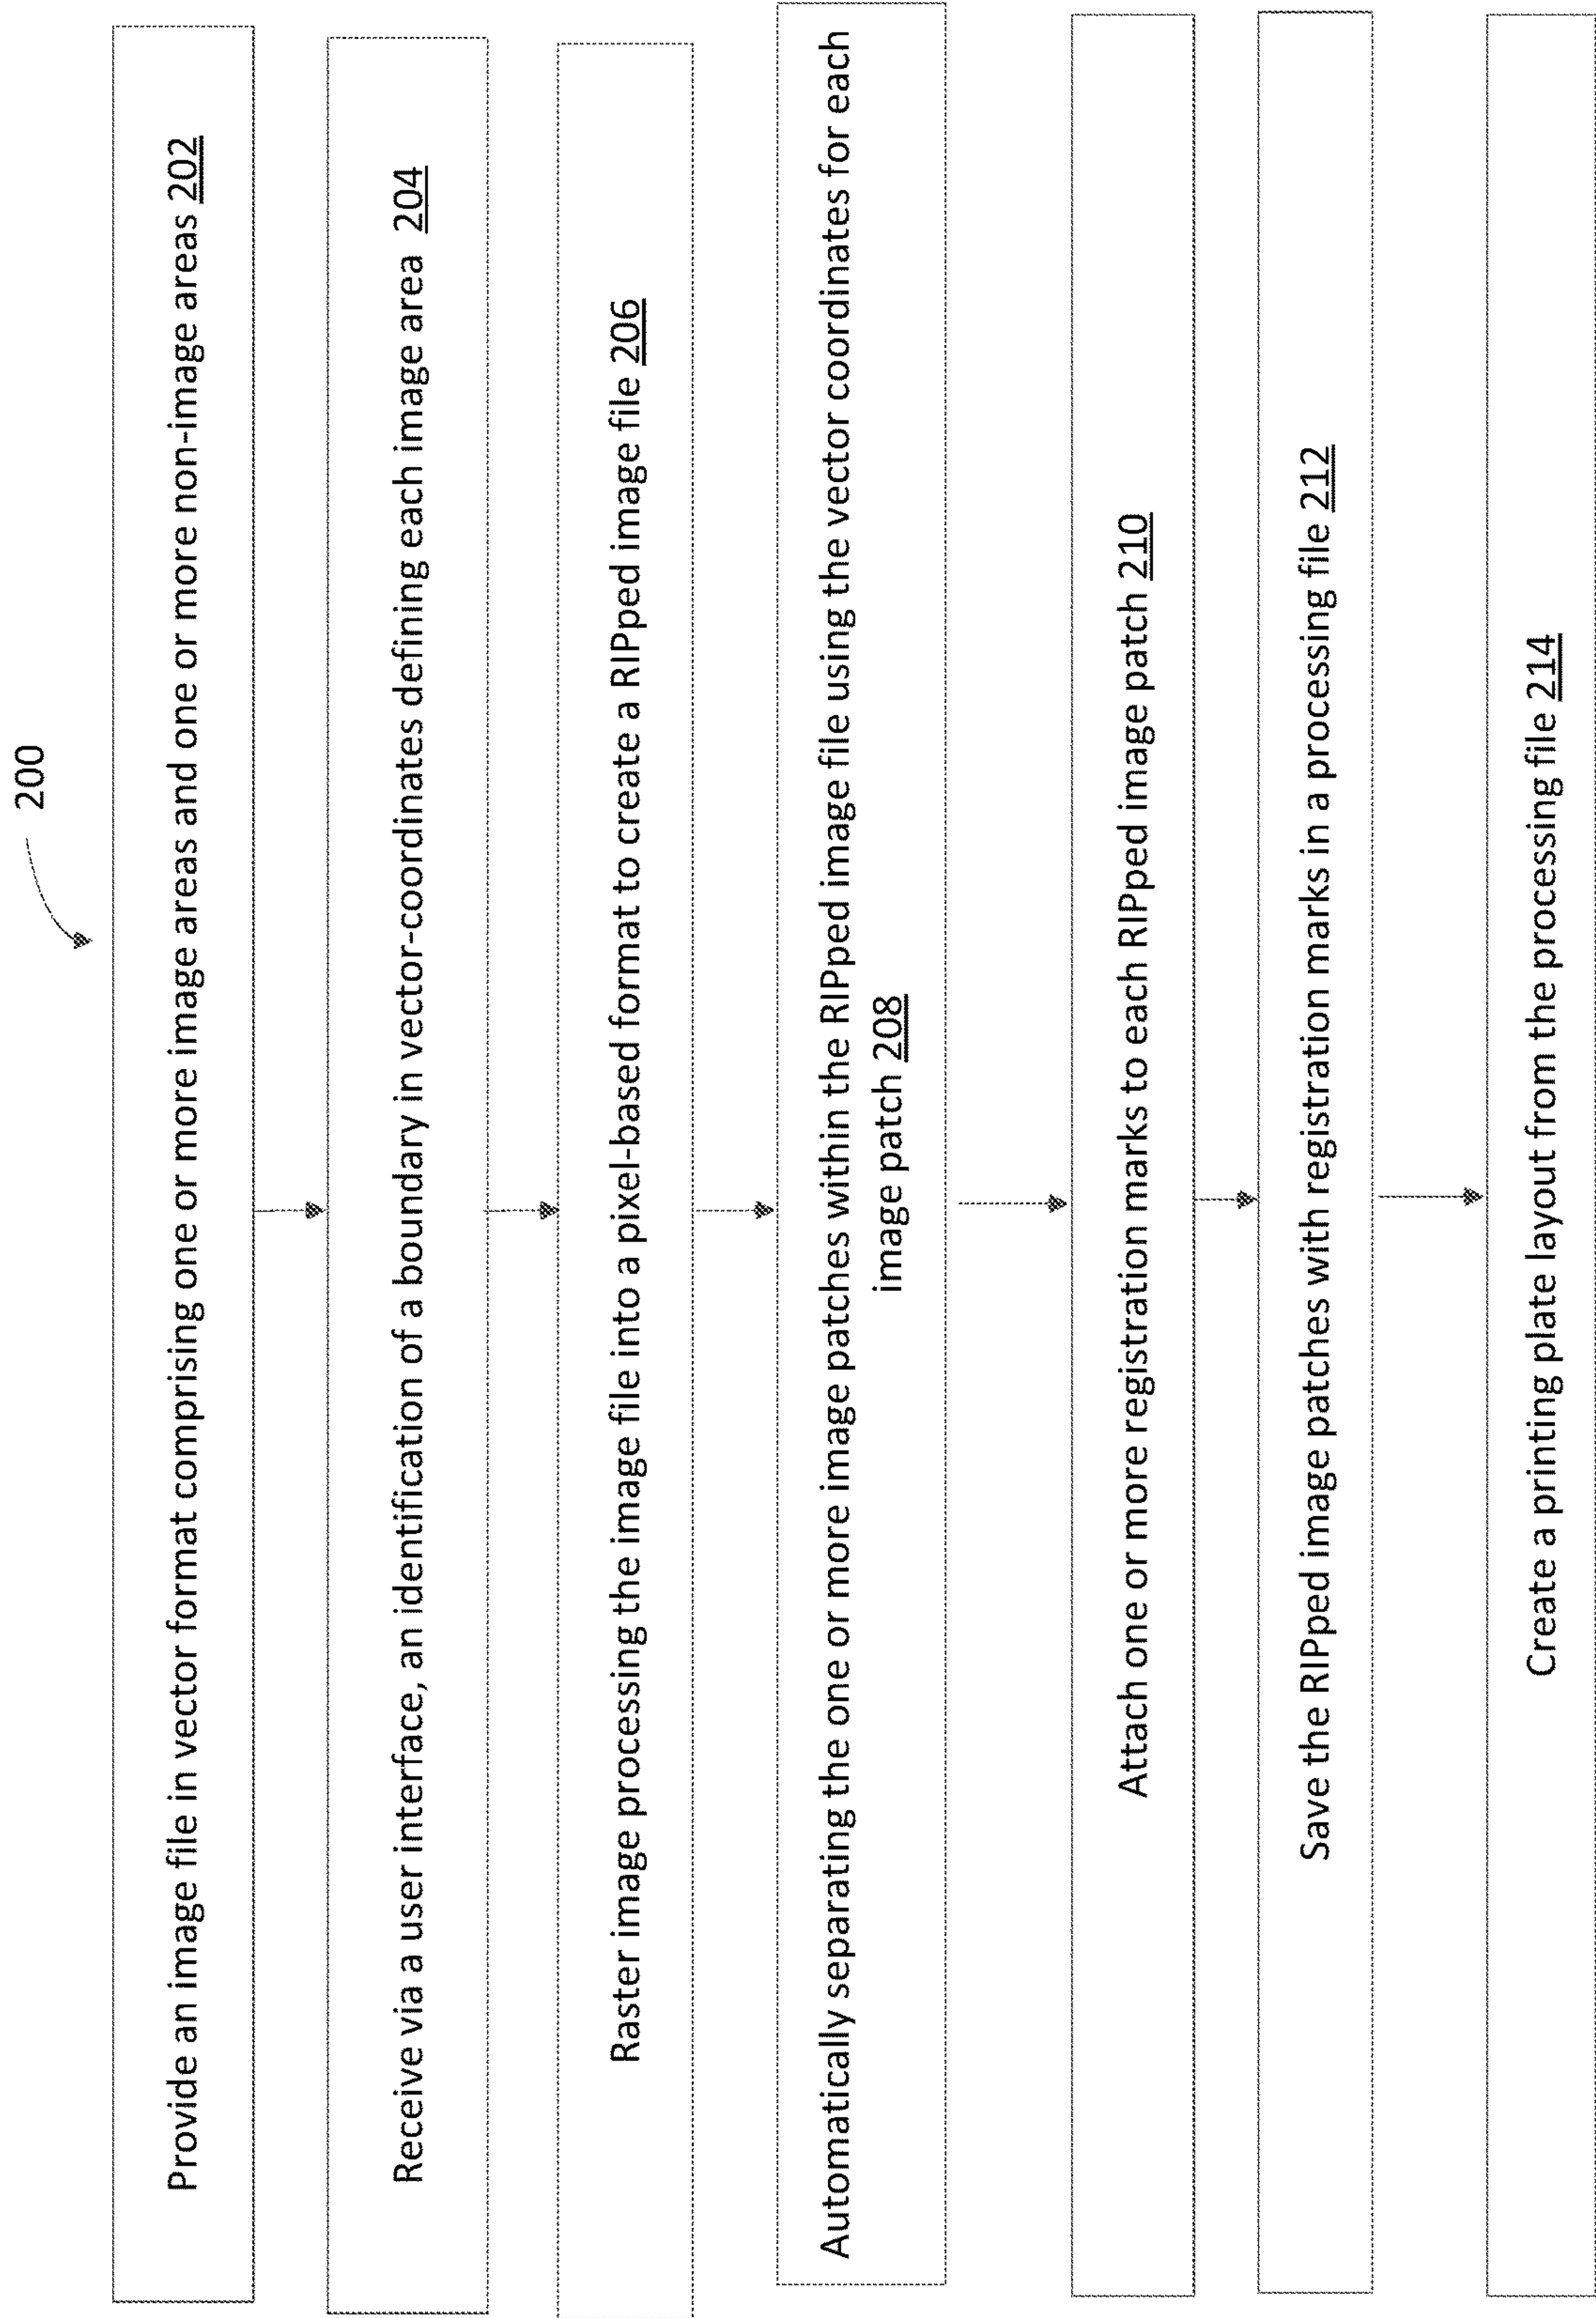 200
Provide an image file in vector format comprising one or more image areas and one or more non-image areas 202
Receive via a user interface, an identification of a boundary in vector-coordinates defining each image area 204
Raster image processing the image file into a pixel-based format to create a RIPped image file 206
Automatically separating the one or more image patches within the RIPped image file using the vector coordinates for each
image patch 208
Attach one or more registration marks to each RIPped image patch 210
Save the RIPped image patches with registration marks in a processing file 212
Create a printing plate layout from the processing file 214